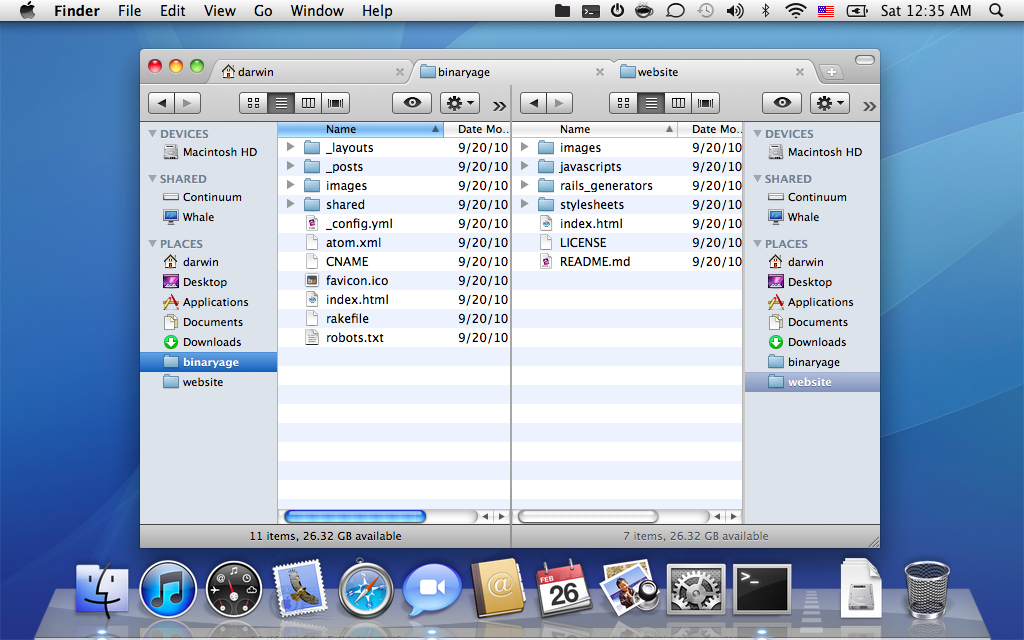 Finder File Edit View Go Window Help Sat 12:35 AM
darwin binaryage website
Name Date Mo.. Name Date Mo..
DEVICES
Macintosh HD
SHARED
Continuum
Whale
PLACES
darwin
Desktop
Applications
Documents
Downloads
binaryage
website
_layouts 9/20/10
_posts 9/20/10
images 9/20/10
shared 9/20/10
_config.yml 9/20/10
atom.xml 9/20/10
CNAME 9/20/10
favicon.ico 9/20/10
index.html 9/20/10
rakefile 9/20/10
robots.txt 9/20/10
images 9/20/10
javascripts 9/20/10
rails_generators 9/20/10
stylesheets 9/20/10
index.html 9/20/10
LICENSE 9/20/10
README.md 9/20/10
DEVICES
Macintosh HD
SHARED
Continuum
Whale
PLACES
darwin
Desktop
Applications
Documents
Downloads
binaryage
website
11 items, 26.32 GB available 7 items, 26.32 GB available
@
FEB
26
>_